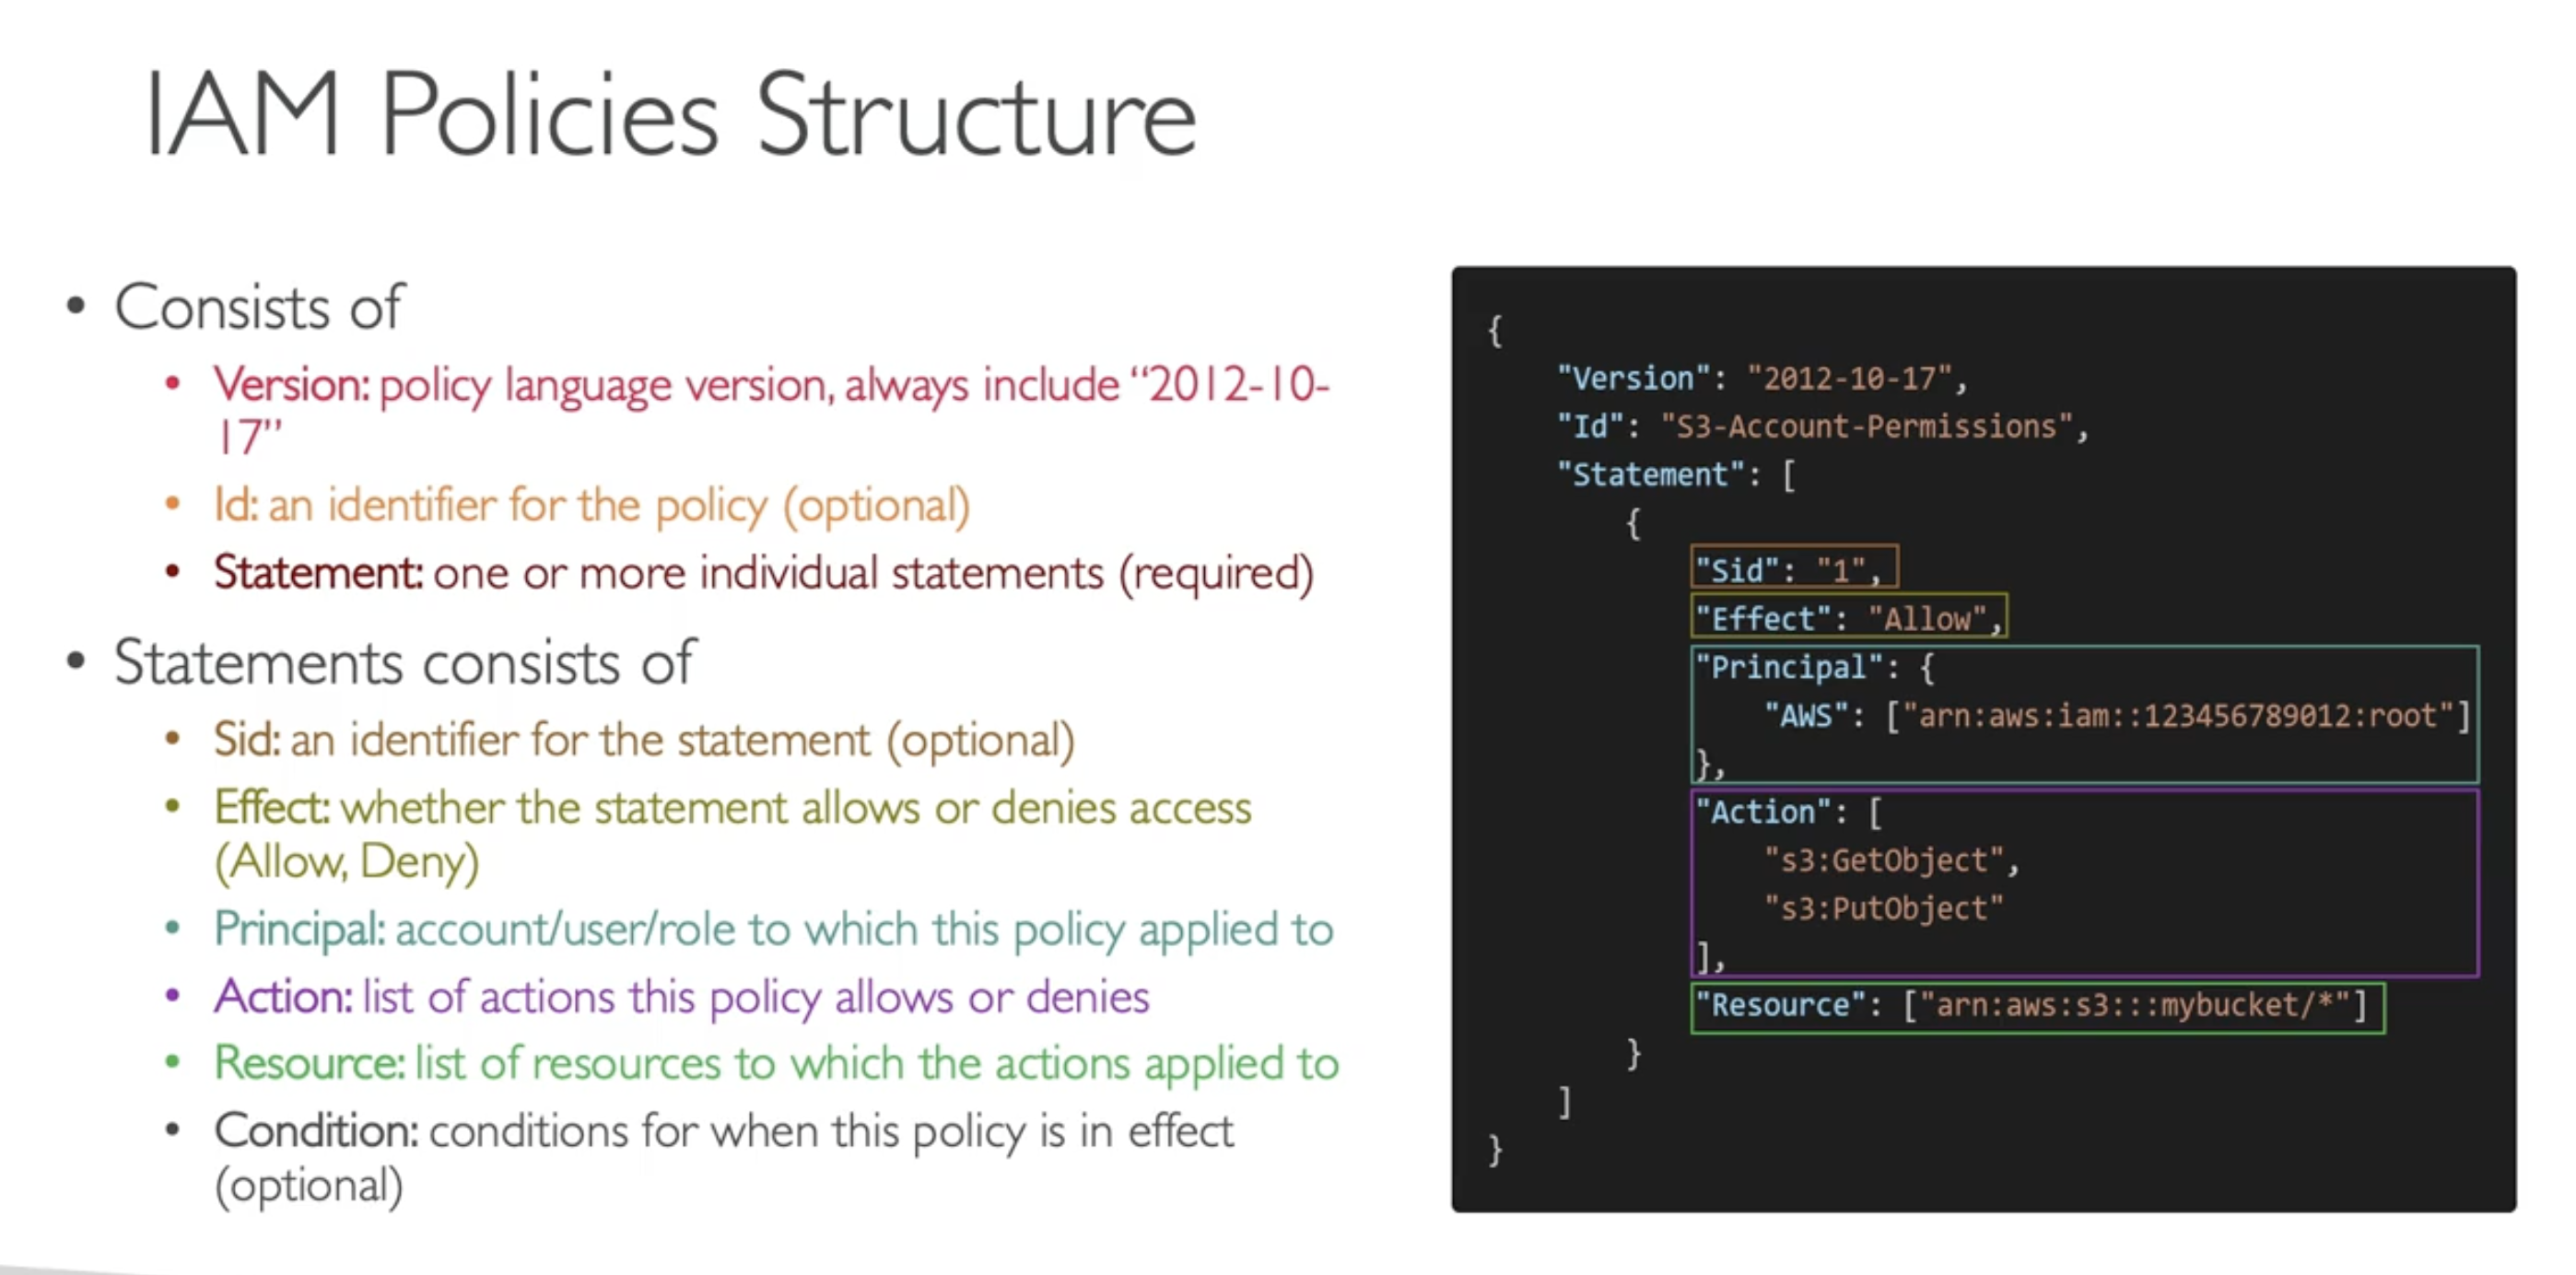 IAM Policies Structure
• Consists of
• Version: policy language version, always include “2012-10-
17”
• Id: an identifier for the policy (optional)
• Statement: one or more individual statements (required)
• Statements consists of
• Sid: an identifier for the statement (optional)
• Effect: whether the statement allows or denies access
(Allow, Deny)
• Principal: account/user/role to which this policy applied to
• Action: list of actions this policy allows or denies
• Resource: list of resources to which the actions applied to
• Condition: conditions for when this policy is in effect
(optional)
{
"Version": "2012-10-17",
"Id": "S3-Account-Permissions",
"Statement": [
{
"Sid": "1",
"Effect": "Allow",
"Principal": {
"AWS": ["arn:aws:iam::123456789012:root"]
},
"Action": [
"s3:GetObject",
"s3:PutObject"
],
"Resource": ["arn:aws:s3:::mybucket/*"]
}
]
}